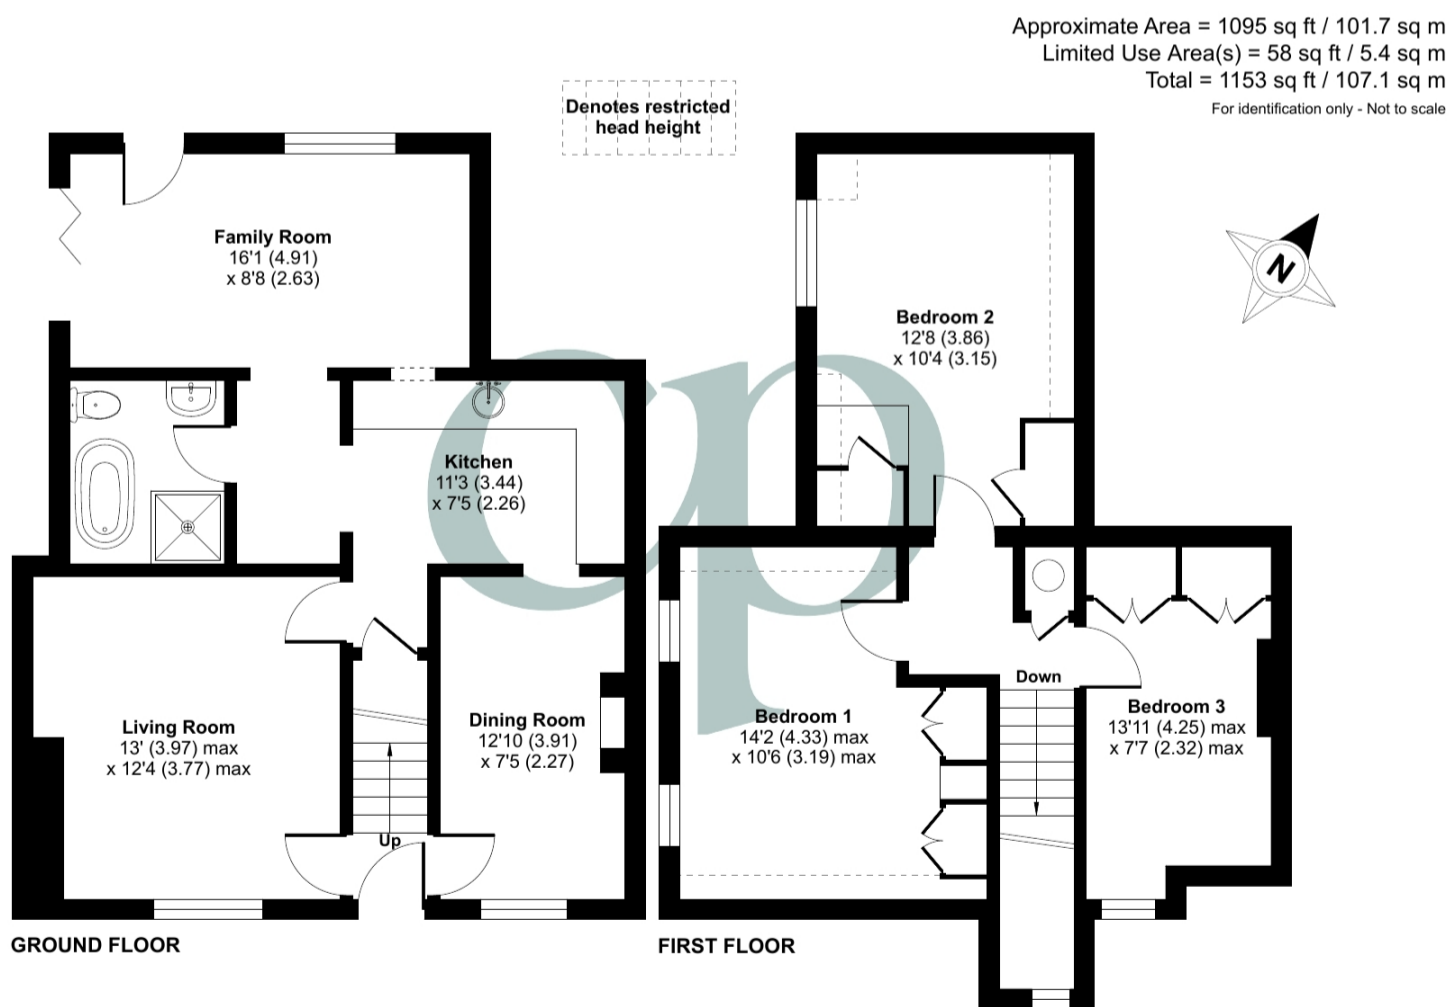 Approximate Area = 1095 sq ft / 101.7 sq m
Limited Use Area(s) = 58 sq ft / 5.4 sq m
Total = 1153 sq ft / 107.1 sq m
For identification only - Not to scale
Denotes restricted
head height
Family Room
16'1 (4.91)
x 8'8 (2.63)
N
Bedroom 2
12'8 (3.86)
x 10'4 (3.15)
Kitchen
11'3 (3.44)
x 7'5 (2.26)
cp
Living Room
13' (3.97) max
x 12'4 (3.77) max
Dining Room
12'10 (3.91)
x 7'5 (2.27)
Up
Bedroom 1
14'2 (4.33) max
x 10'6 (3.19) max
Down
Bedroom 3
13'11 (4.25) max
x 7'7 (2.32) max
GROUND FLOOR
FIRST FLOOR